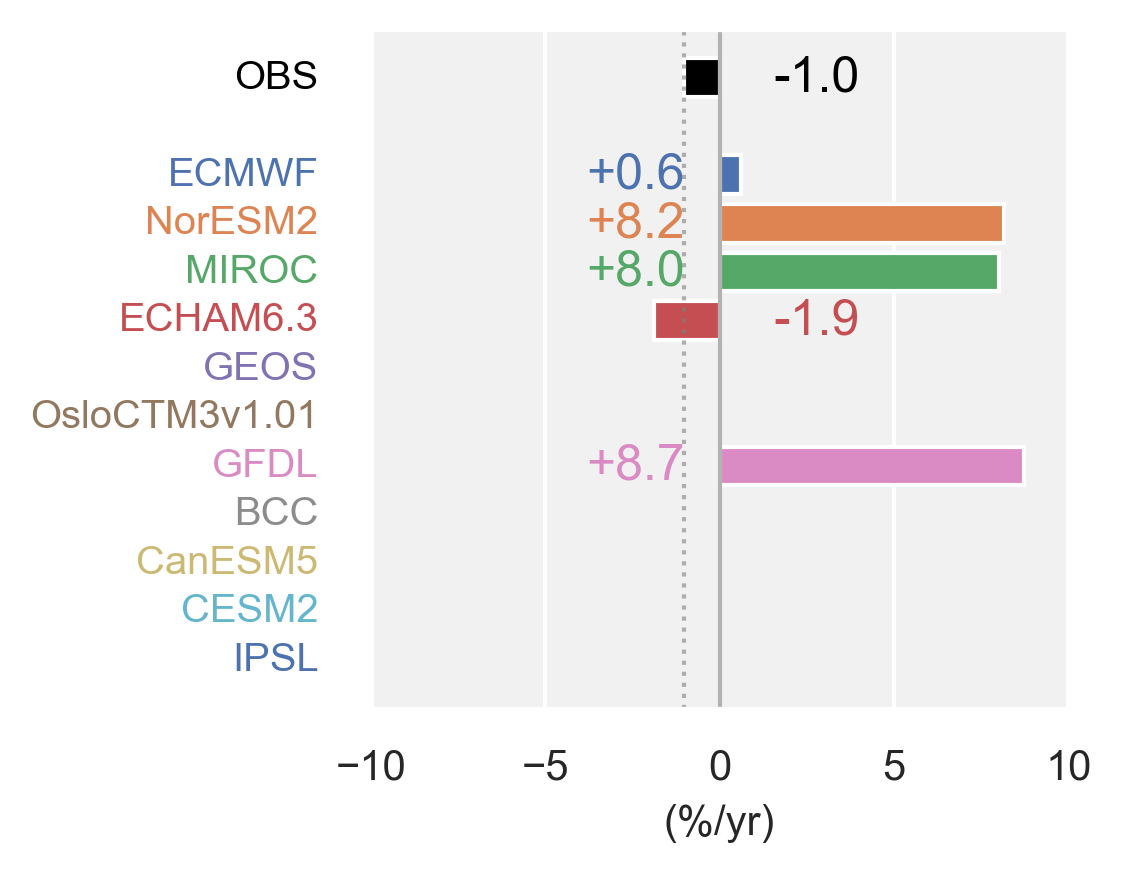 OBS -1.0
ECMWF +0.6
NorESM2 +8.2
MIROC +8.0
ECHAM6.3 -1.9
GEOS
OsloCTM3v1.01
GFDL +8.7
BCC
CanESM5
CESM2
IPSL
−10 −5 0 5 10
(%/yr)